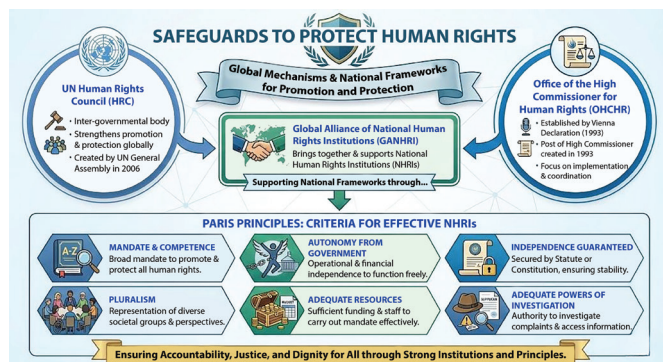 SAFEGUARDS TO PROTECT HUMAN RIGHTS
Global Mechanisms & National Frameworks
for Promotion and Protection
UN Human Rights
Council (HRC)
• Inter-governmental body
• Strengthens promotion
& protection globally
• Created by UN General
Assembly in 2006
Global Alliance of National Human
Rights Institutions (GANHRI)
Brings together & supports National
Human Rights Institutions (NHRIs)
Supporting National Frameworks through...
Office of the High
Commissioner for
Human Rights (OHCHR)
• Established by Vienna
Declaration (1993)
• Post of High Commissioner
created in 1993
• Focus on implementation
& coordination
PARIS PRINCIPLES: CRITERIA FOR EFFECTIVE NHRIs
A-Z
MANDATE & COMPETENCE
Broad mandate to promote &
protect all human rights.
AUTONOMY FROM
GOVERNMENT
Operational & financial
independence to function freely.
INDEPENDENCE GUARANTEED
Secured by Statute or
Constitution, ensuring stability.
PLURALISM
Representation of diverse
societal groups & perspectives.
ADEQUATE RESOURCES
Sufficient funding & staff to
carry out mandate effectively.
ADEQUATE POWERS OF
INVESTIGATION
Authority to investigate
complaints & access information.
Ensuring Accountability, Justice, and Dignity for All through Strong Institutions and Principles.